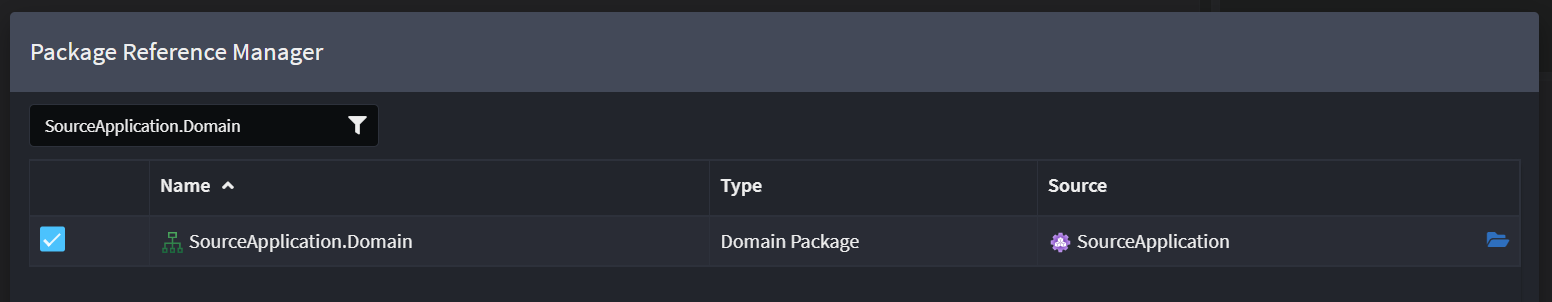 Package Reference Manager
SourceApplication.Domain
Name Type Source
SourceApplication.Domain Domain Package SourceApplication